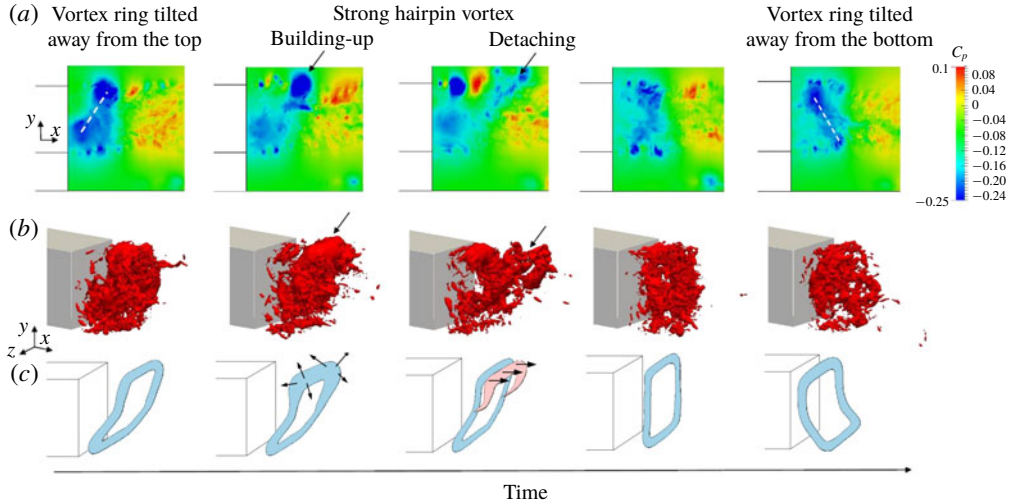 (a)
Vortex ring tilted
away from the top
Strong hairpin vortex
Building-up
Detaching
Vortex ring tilted
away from the bottom
C_p
0.1
0.08
0.04
0
−0.04
−0.08
−0.12
−0.16
−0.20
−0.24
−0.25
y
x
(b)
y
x
z
(c)
Time